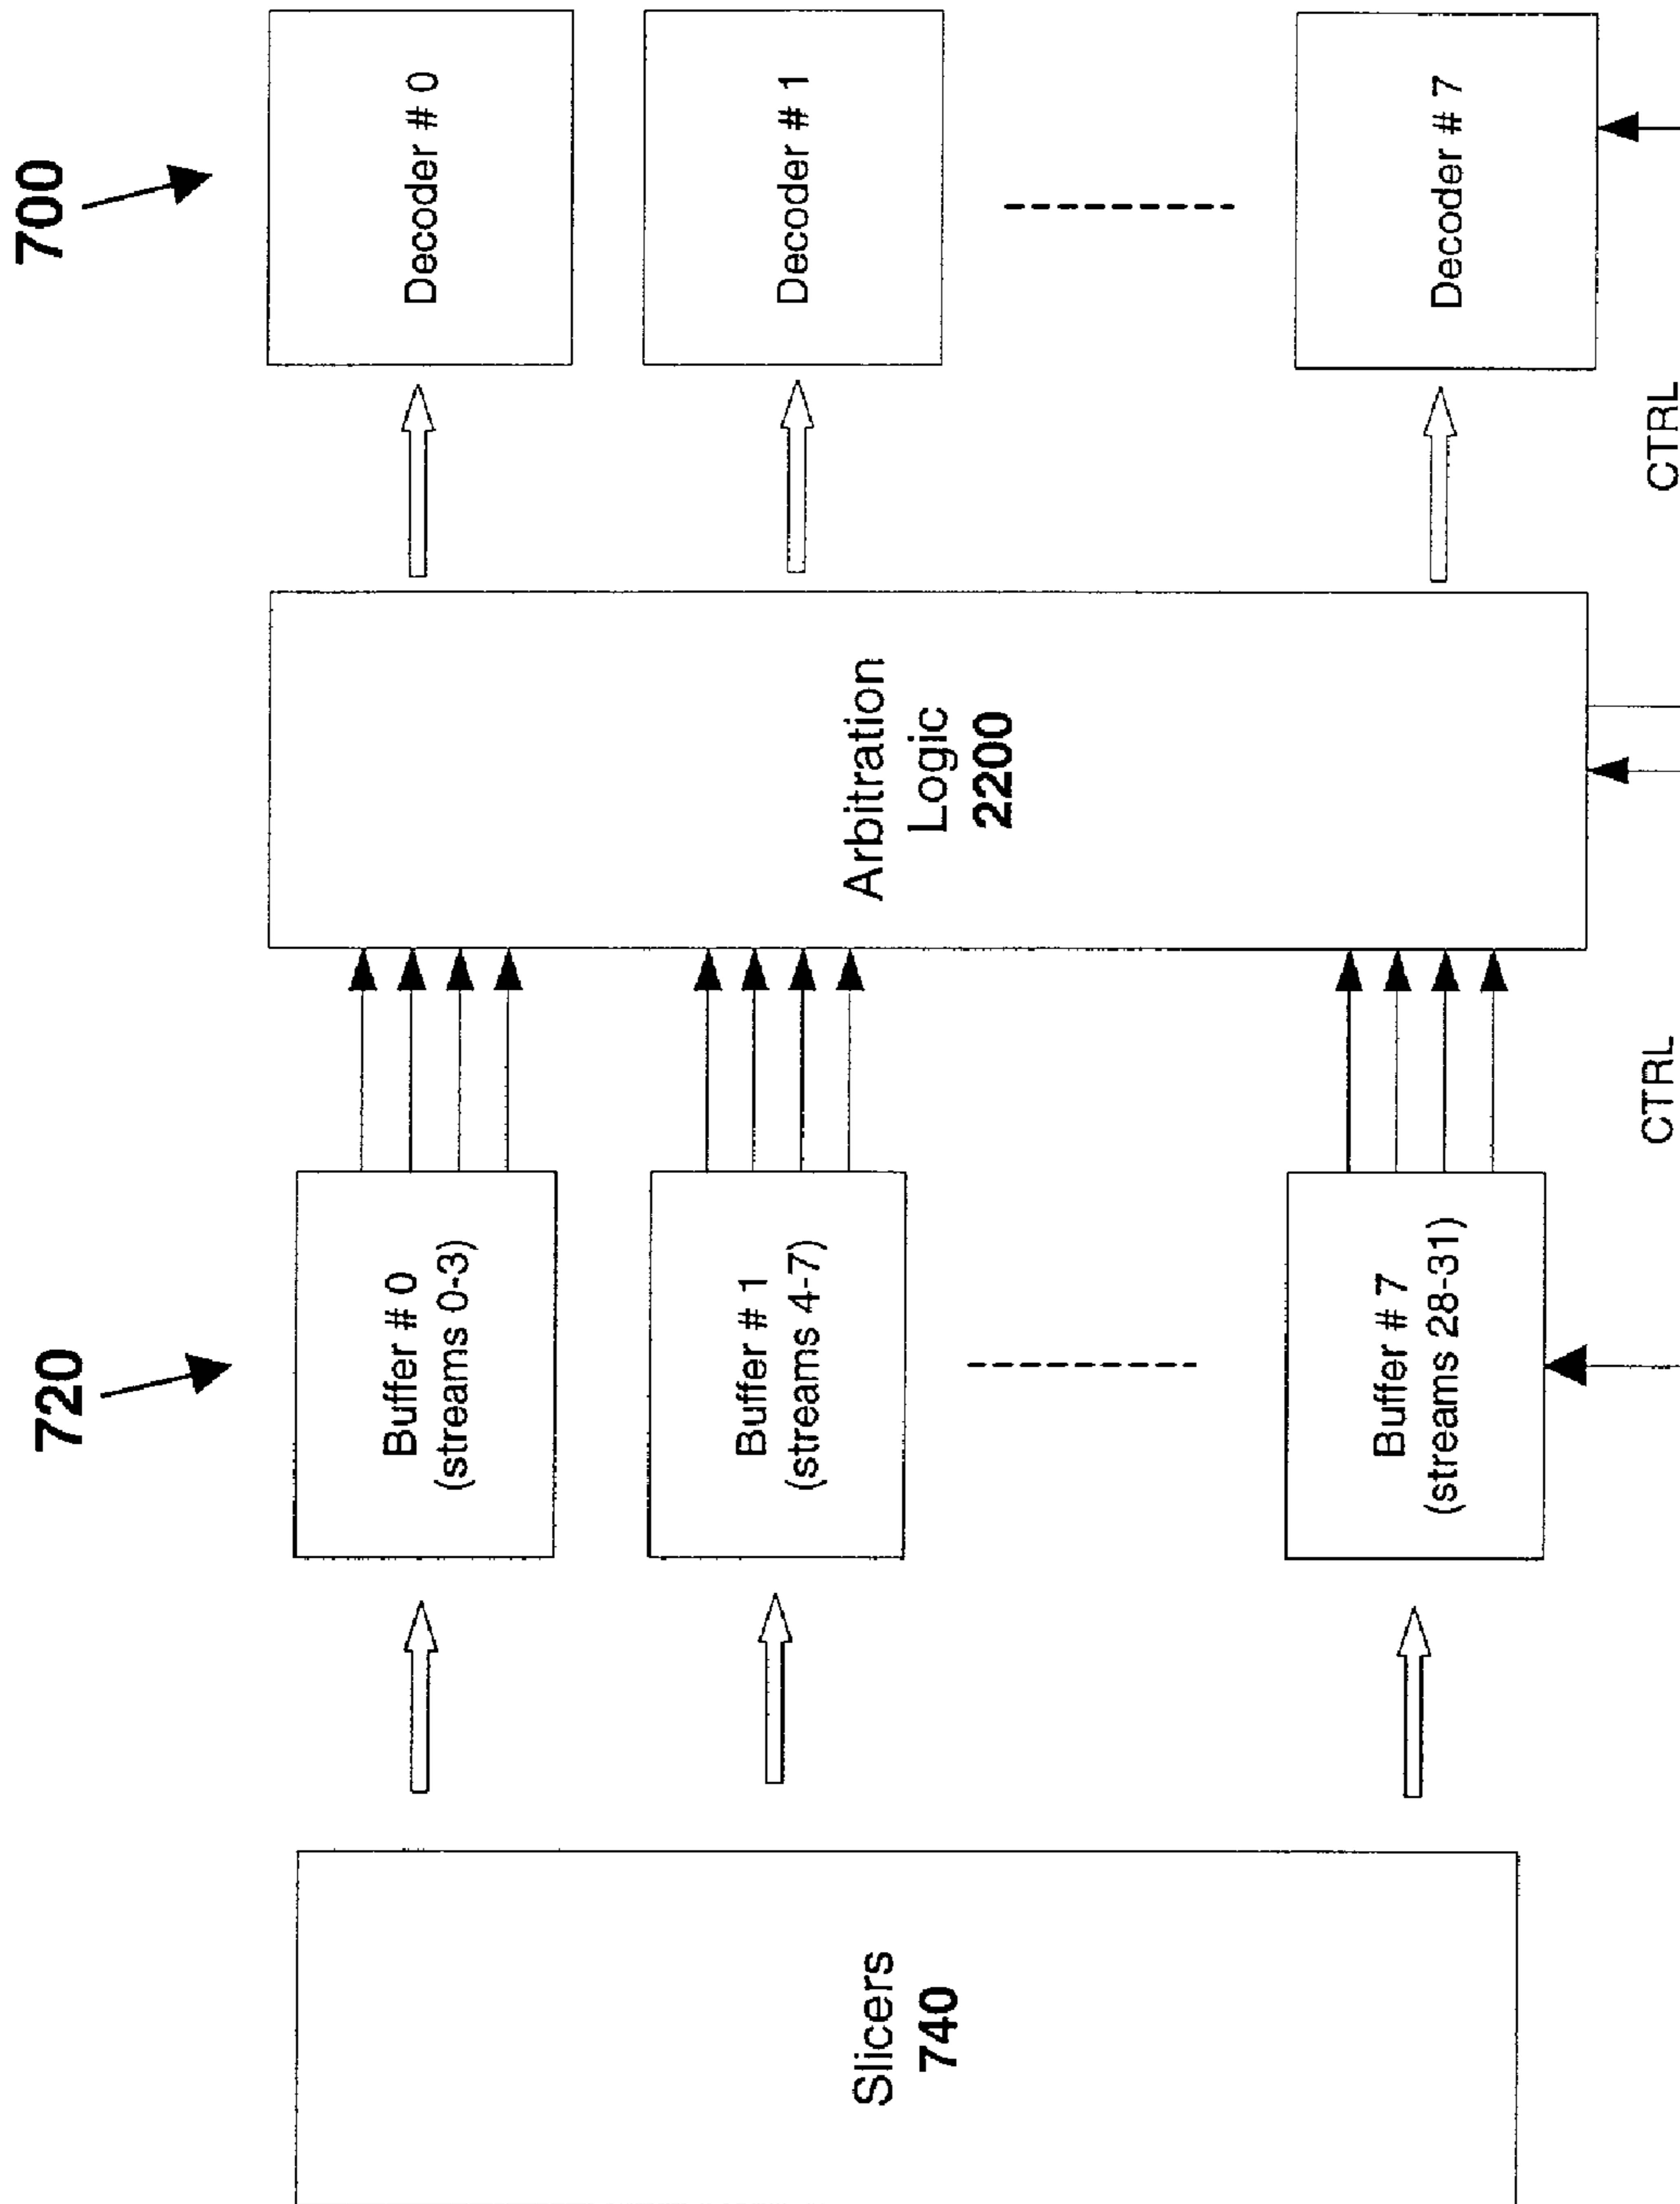 700
720
Decoder # 0
Decoder # 1
Decoder # 7
CTRL
Arbitration
Logic
2200
CTRL
Buffer # 0
(streams 0-3)
Buffer # 1
(streams 4-7)
Buffer # 7
(streams 28-31)
Slicers
740